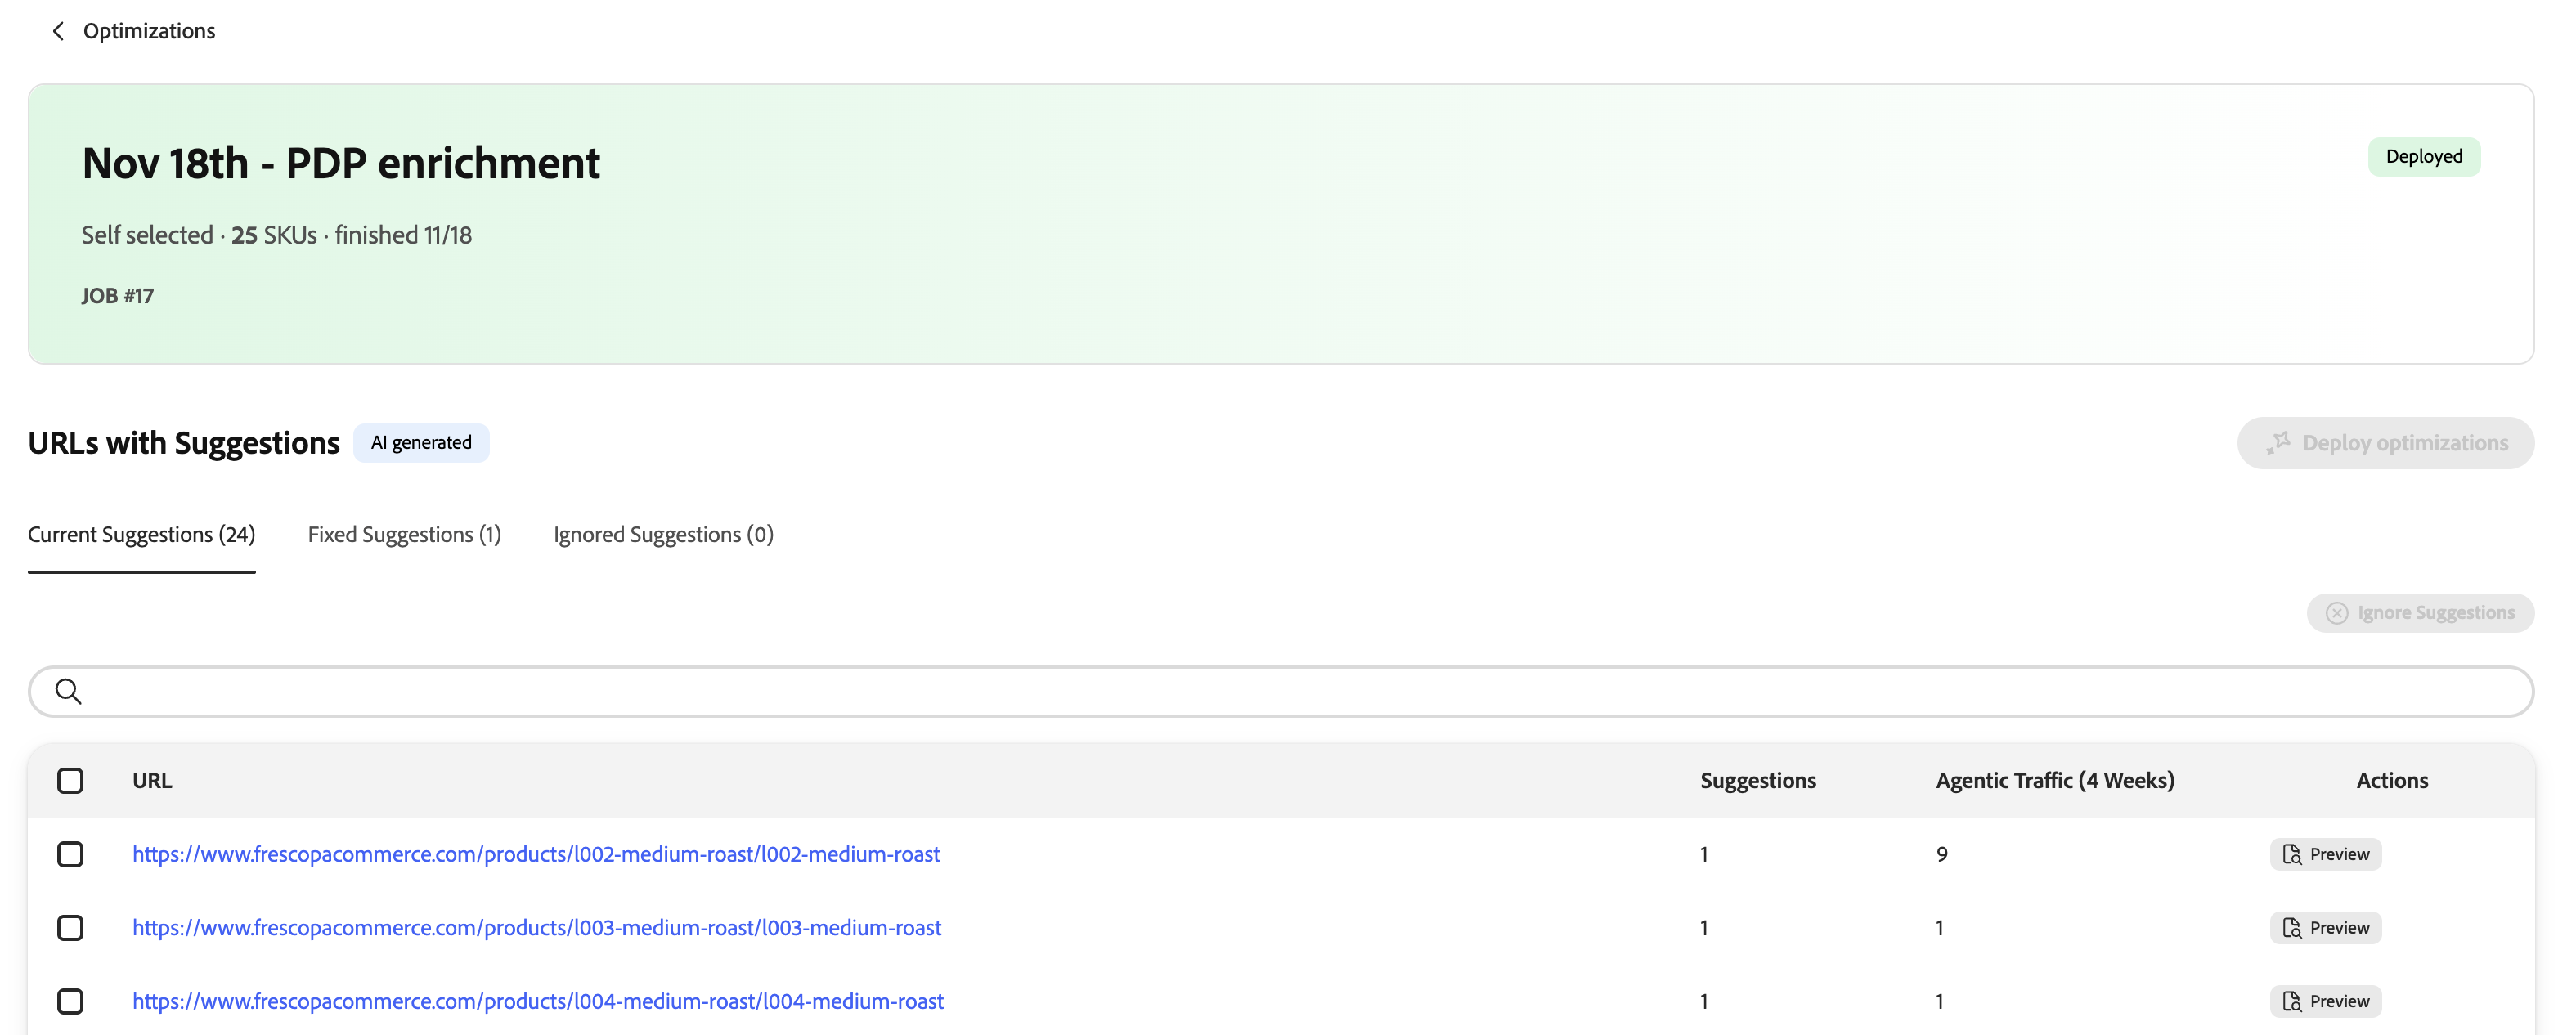 Optimizations
Nov 18th - PDP enrichment
Deployed
Self selected · 25 SKUs · finished 11/18
JOB #17
URLs with Suggestions
AI generated
Deploy optimizations
Current Suggestions (24)
Fixed Suggestions (1)
Ignored Suggestions (0)
Ignore Suggestions
URL Suggestions Agentic Traffic (4 Weeks) Actions
https://www.frescopacommerce.com/products/l002-medium-roast/l002-medium-roast 1 9 Preview
https://www.frescopacommerce.com/products/l003-medium-roast/l003-medium-roast 1 1 Preview
https://www.frescopacommerce.com/products/l004-medium-roast/l004-medium-roast 1 1 Preview